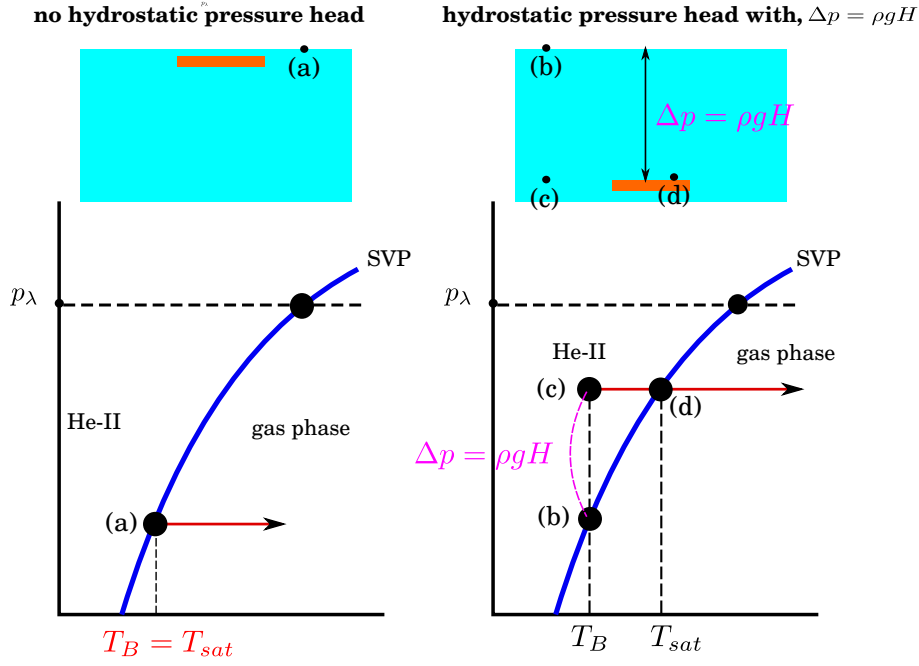 no hydrostatic pressure head
hydrostatic pressure head with, Δp = ρgH
(a)
(b)
Δp = ρgH
(c)
(d)
SVP
p_λ
He-II
gas phase
(a)
T_B = T_sat
SVP
p_λ
He-II
gas phase
(c)
(d)
Δp = ρgH
(b)
T_B
T_sat